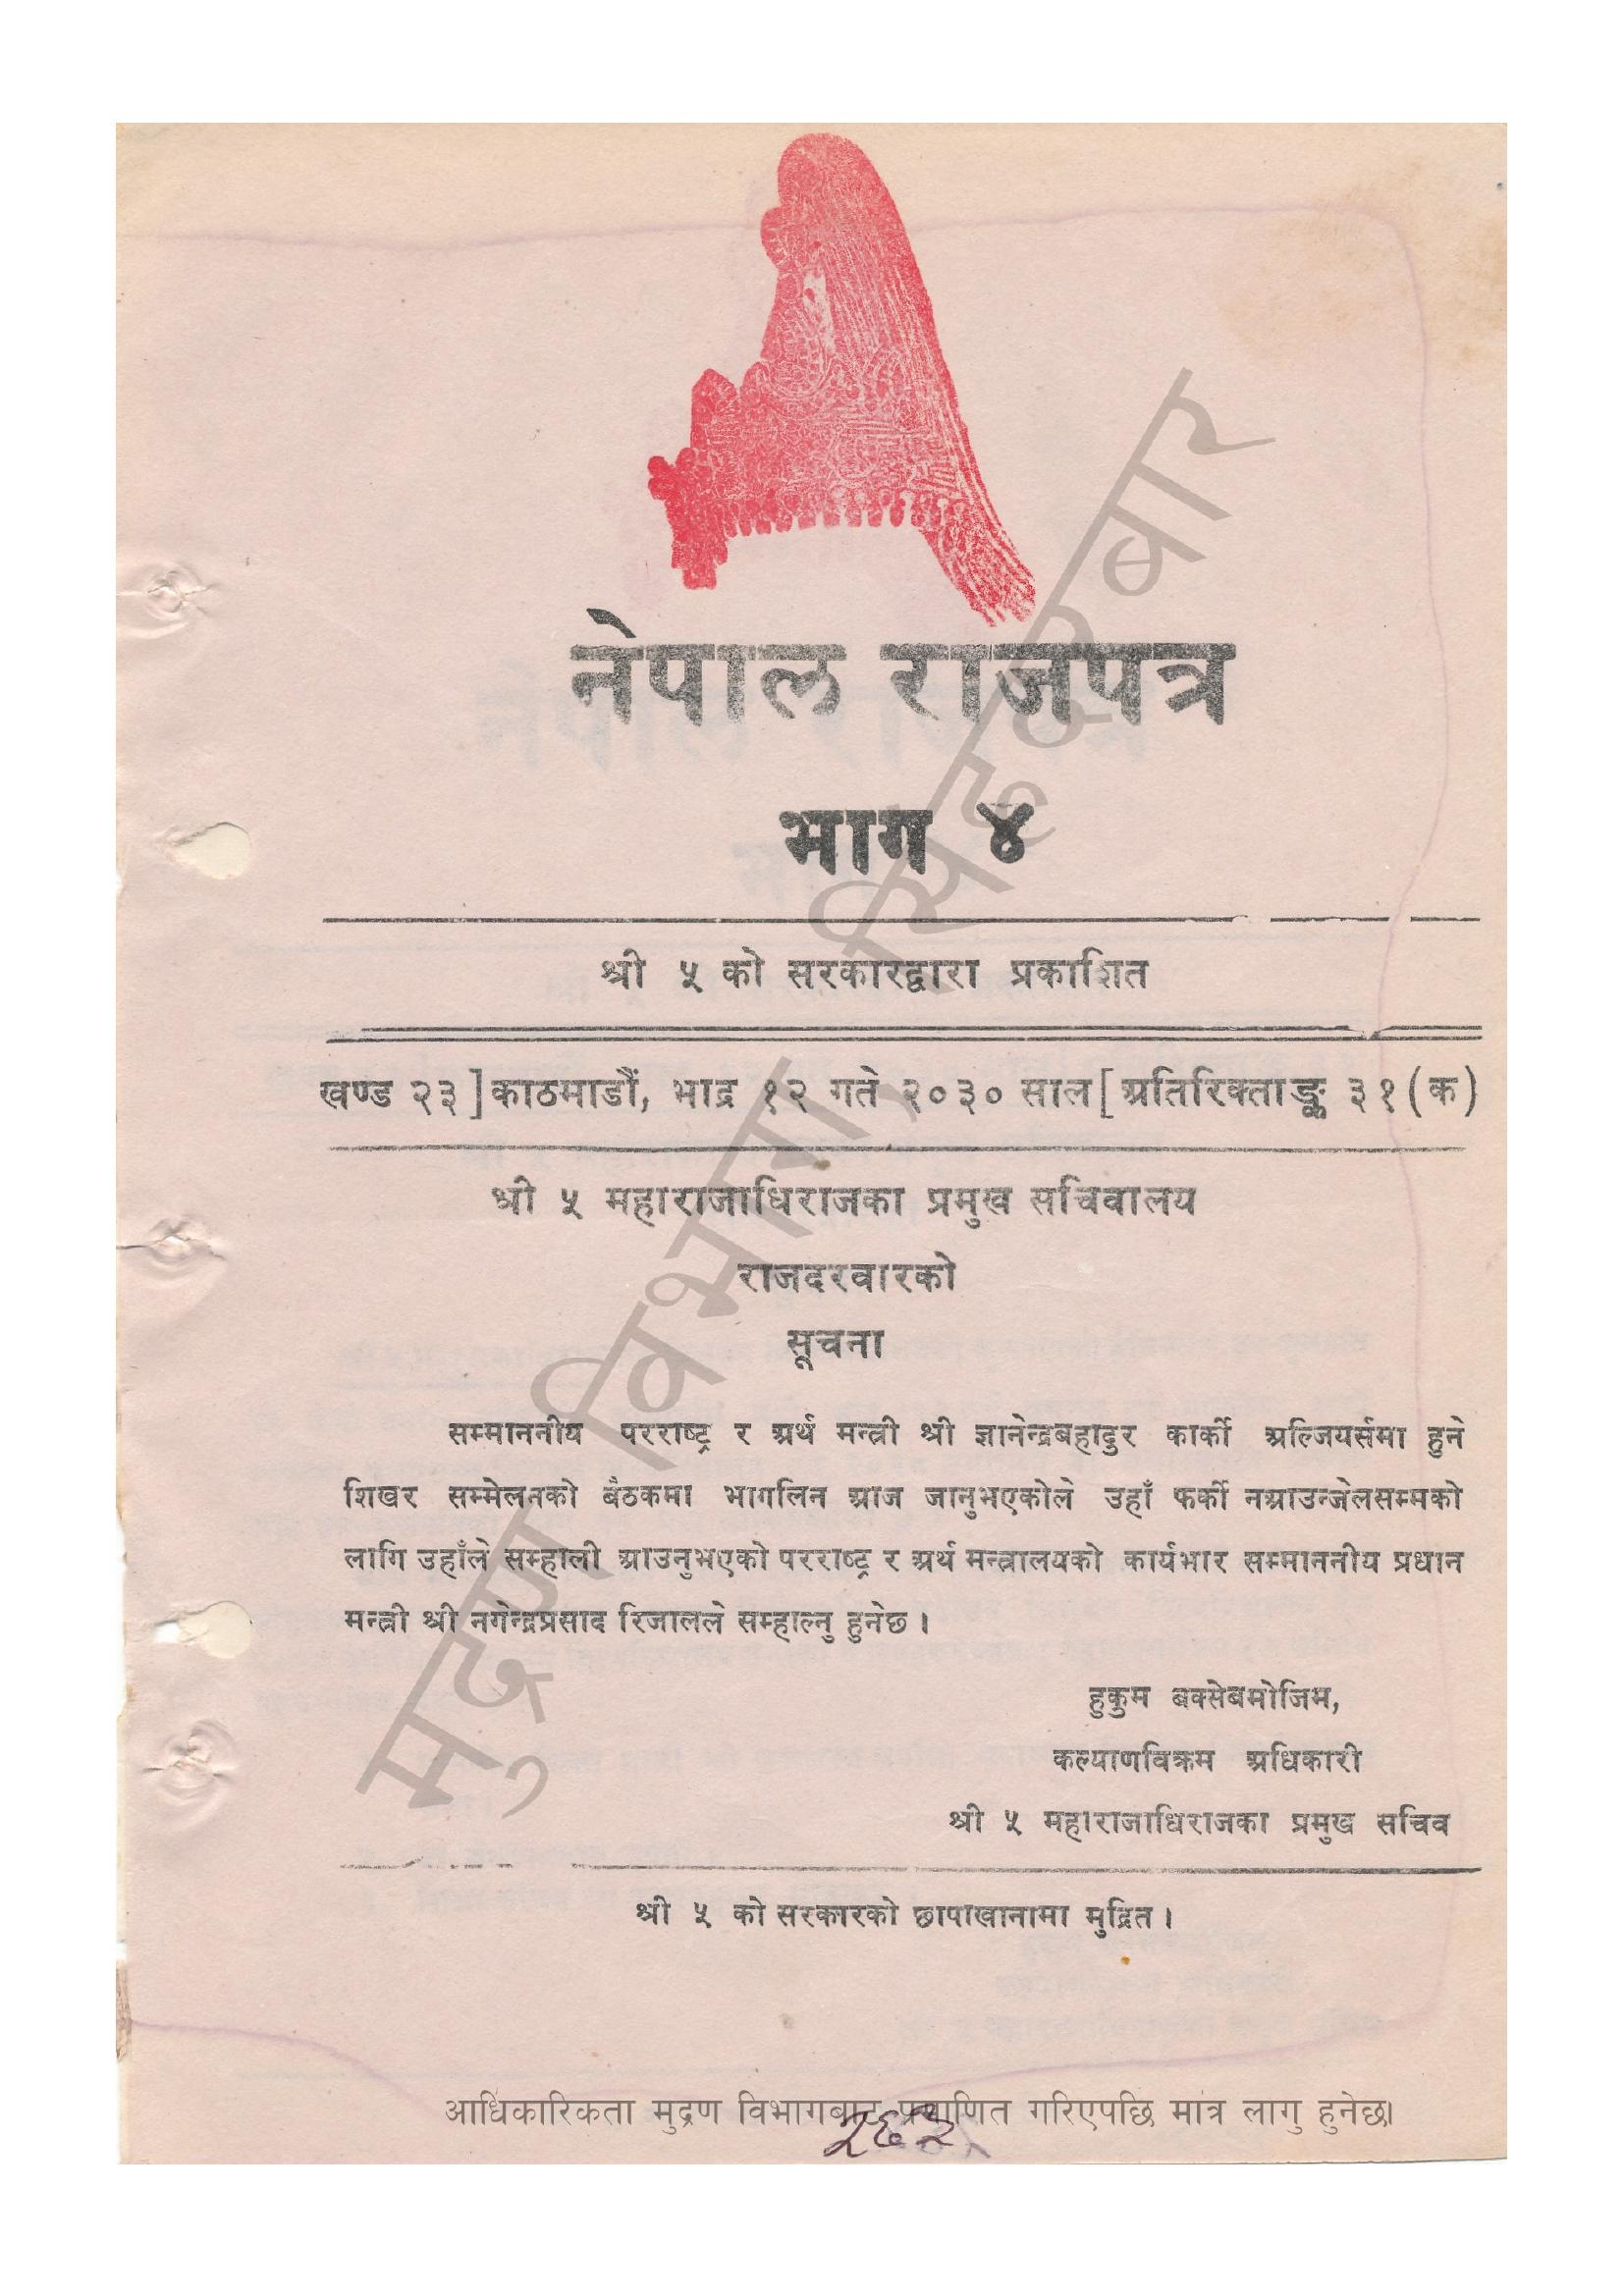 नेपाल राजपत्र
भाग ४
श्री ५ को सरकारद्वारा प्रकाशित
खण्ड २३] काठमाडौं, भाद्र १२ गते २०३० साल [अतिरिक्ताङ्क ३१ (क)
श्री ५ महाराजाधिराजका प्रमुख सचिवालय
राजदरवारको
सूचना
सम्माननीय परराष्ट्र र अर्थ मन्त्री श्री ज्ञानेन्द्रबहादुर कार्की अल्जियर्समा हुने
शिखर सम्मेलनको बैठकमा भागलिन आज जानुभएकोले उहाँ फर्की नआउन्जेलसम्मको
लागि उहाँले सम्हाली आउनुभएको परराष्ट्र र अर्थ मन्त्रालयको कार्यभार सम्माननीय प्रधान
मन्त्री श्री नगेन्द्रप्रसाद रिजालले सम्हाल्नु हुनेछ ।
हुकुम बक्सेबमोजिम,
कल्याणविक्रम अधिकारी
श्री ५ महाराजाधिराजका प्रमुख सचिव
श्री ५ को सरकारको छापाखानामा मुद्रित ।
मुद्रण विभाग, सिंहदरबार
आधिकारिकता मुद्रण विभागबाट प्रमाणित गरिएपछि मात्र लागु हुनेछ।